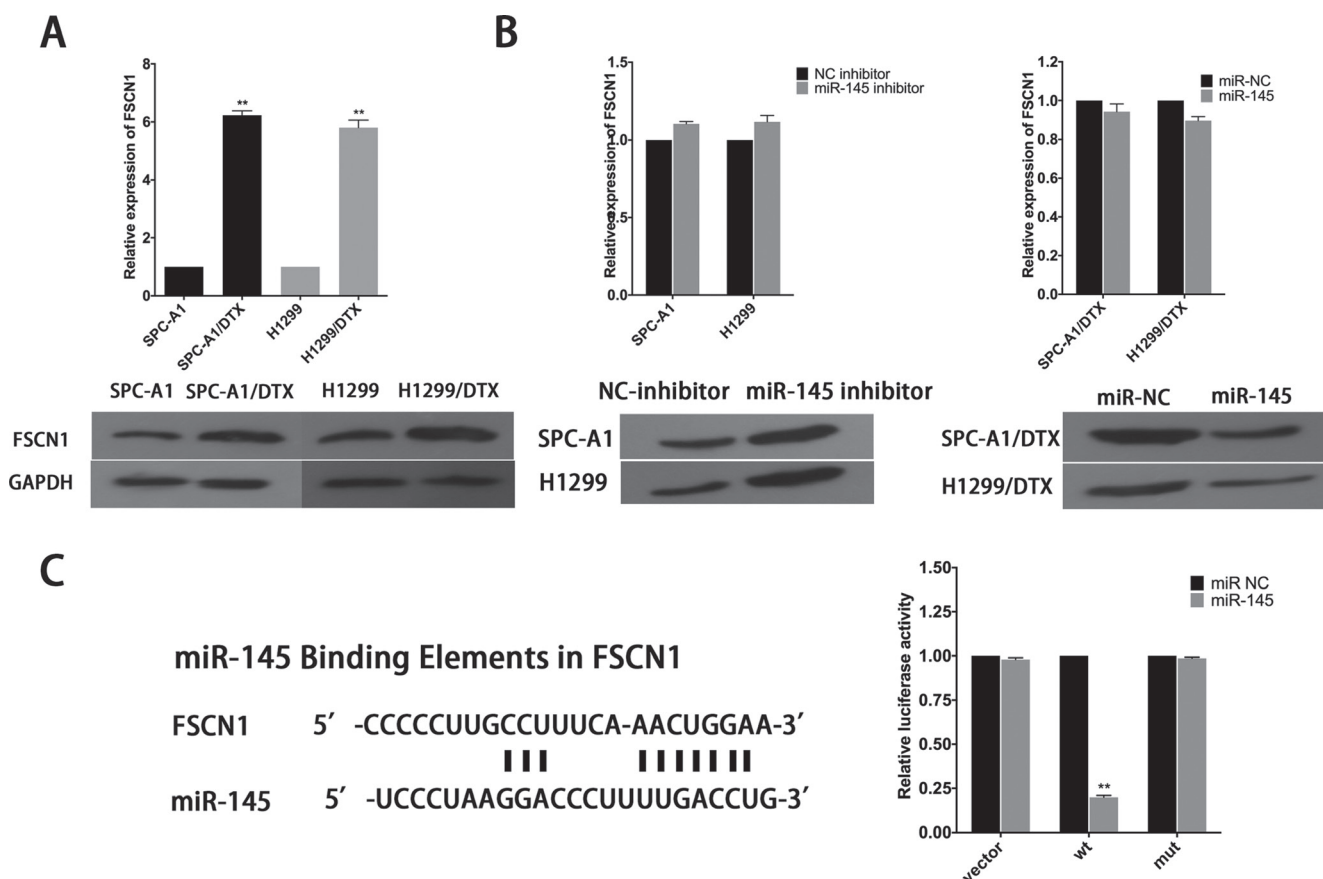 A
Relative expression of FSCN1
8
6
4
2
0
**
**
SPC-A1
SPC-A1/DTX
H1299
H1299/DTX
SPC-A1 SPC-A1/DTX H1299 H1299/DTX
FSCN1
GAPDH
B
Relative expression of FSCN1
1.5
1.0
0.5
0.0
NC inhibitor
miR-145 inhibitor
SPC-A1
H1299
Relative expression of FSCN1
1.2
1.0
0.8
0.6
0.4
0.2
0.0
miR-NC
miR-145
SPC-A1/DTX
H1299/DTX
NC-inhibitor miR-145 inhibitor
SPC-A1
H1299
miR-NC miR-145
SPC-A1/DTX
H1299/DTX
C
miR-145 Binding Elements in FSCN1
FSCN1 5′ -CCCCCUUGCCUUUCA-AACUGGAA-3′
miR-145 5′ -UCCCUAAGGACCCUUUUGACCUG-3′
Relative luciferase activity
1.50
1.25
1.00
0.75
0.50
0.25
0.00
miR NC
miR-145
**
vector
wt
mut